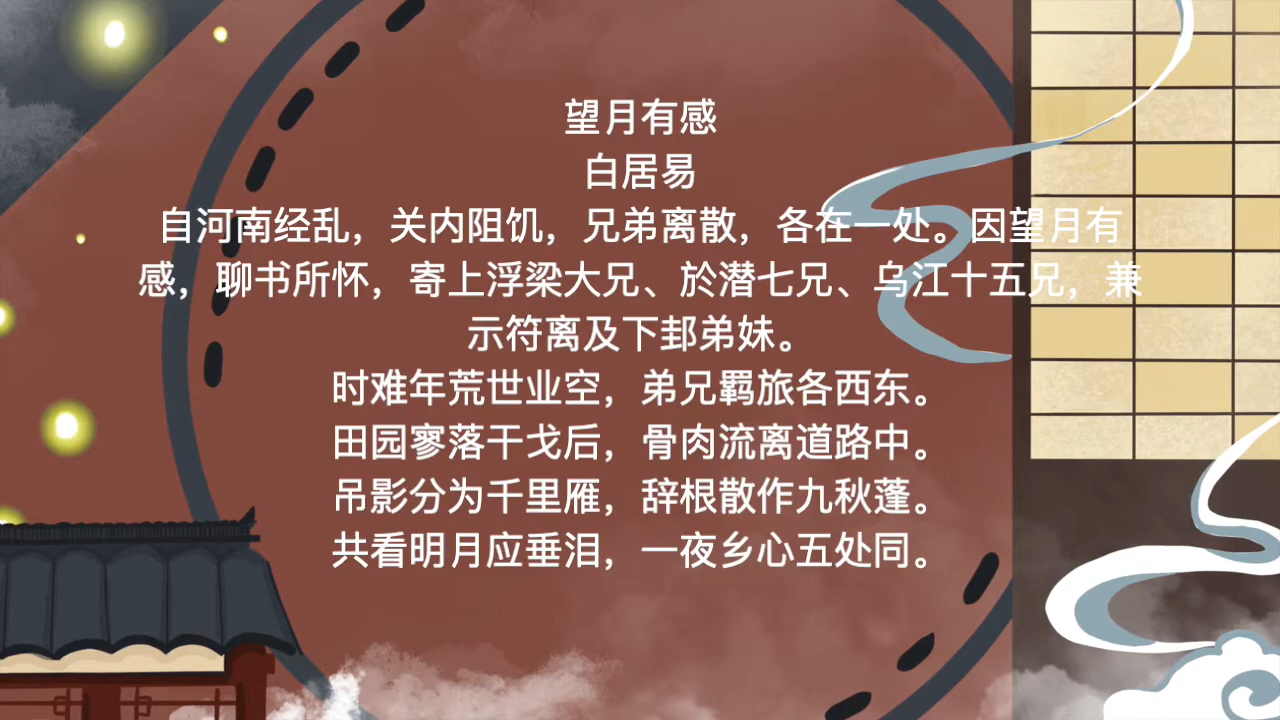 望月有感
白居易
自河南经乱，关内阻饥，兄弟离散，各在一处。因望月有
感，聊书所怀，寄上浮梁大兄、於潜七兄、乌江十五兄，兼
示符离及下邽弟妹。
时难年荒世业空，弟兄羁旅各西东。
田园寥落干戈后，骨肉流离道路中。
吊影分为千里雁，辞根散作九秋蓬。
共看明月应垂泪，一夜乡心五处同。